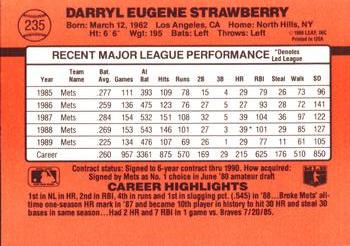 235
DARRYL EUGENE STRAWBERRY
Born: March 12, 1962 Los Angeles, CA Home: North Hills, NY
Ht: 6' 6" Wgt: 195 Bats: Left Throws: Left
© 1989 LEAF, INC.
Printed in USA
RECENT MAJOR LEAGUE PERFORMANCE *Denotes Led League
Year Team Name Bat. Avg. Games At Bat Hits Runs 2B 3B HR RBI Steal Walk SO
1985 Mets .277 111 393 109 78 15 4 29 79 26 73 96
1986 Mets .259 136 475 123 76 27 5 27 93 28 72 141
1987 Mets .284 154 532 151 108 32 5 39 104 36 97 122
1988 Mets .269 153 543 146 101 27 3 39 * 101 29 85 127
1989 Mets .225 134 476 107 69 26 1 29 77 11 61 105
Career .260 957 3361 875 570 169 29 215 625 176 510 850
Contract status: Signed to 6-year contract thru 1990. How acquired:
Signed by Mets as No. 1 choice in June '80 amateur draft
CAREER HIGHLIGHTS
1st in NL in HR, 2nd in RBI, 4th in runs and 1st in slugging pct. (.545) in '88...Broke Mets' all-
time one-season HR mark in '87 and became 10th player in history to hit 30 HR and steal
30 bases in same season...Had 2 HR and 7 RBI in 1 game vs. Braves 7/20/85.